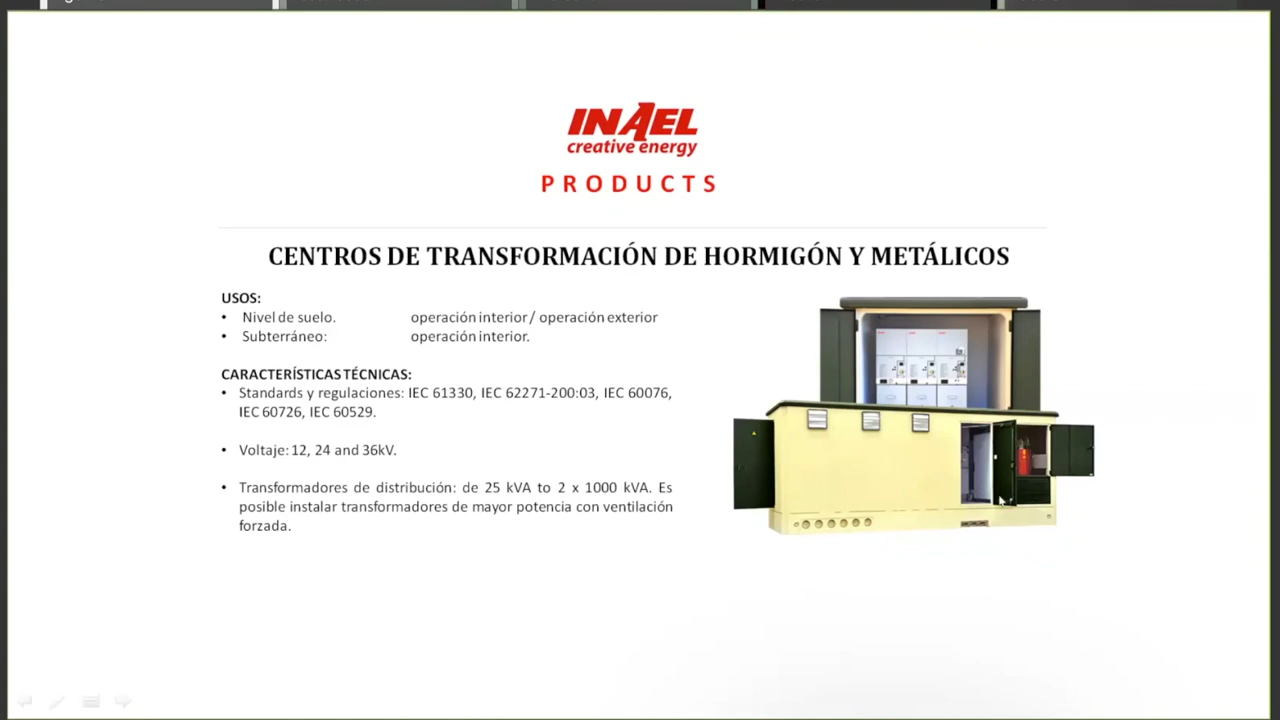 INAEL
creative energy
PRODUCTS
CENTROS DE TRANSFORMACIÓN DE HORMIGÓN Y METÁLICOS
USOS:
• Nivel de suelo. operación interior / operación exterior
• Subterráneo: operación interior.
CARACTERÍSTICAS TÉCNICAS:
• Standards y regulaciones: IEC 61330, IEC 62271-200:03, IEC 60076,
IEC 60726, IEC 60529.
• Voltaje: 12, 24 and 36kV.
• Transformadores de distribución: de 25 kVA to 2 x 1000 kVA. Es
posible instalar transformadores de mayor potencia con ventilación
forzada.